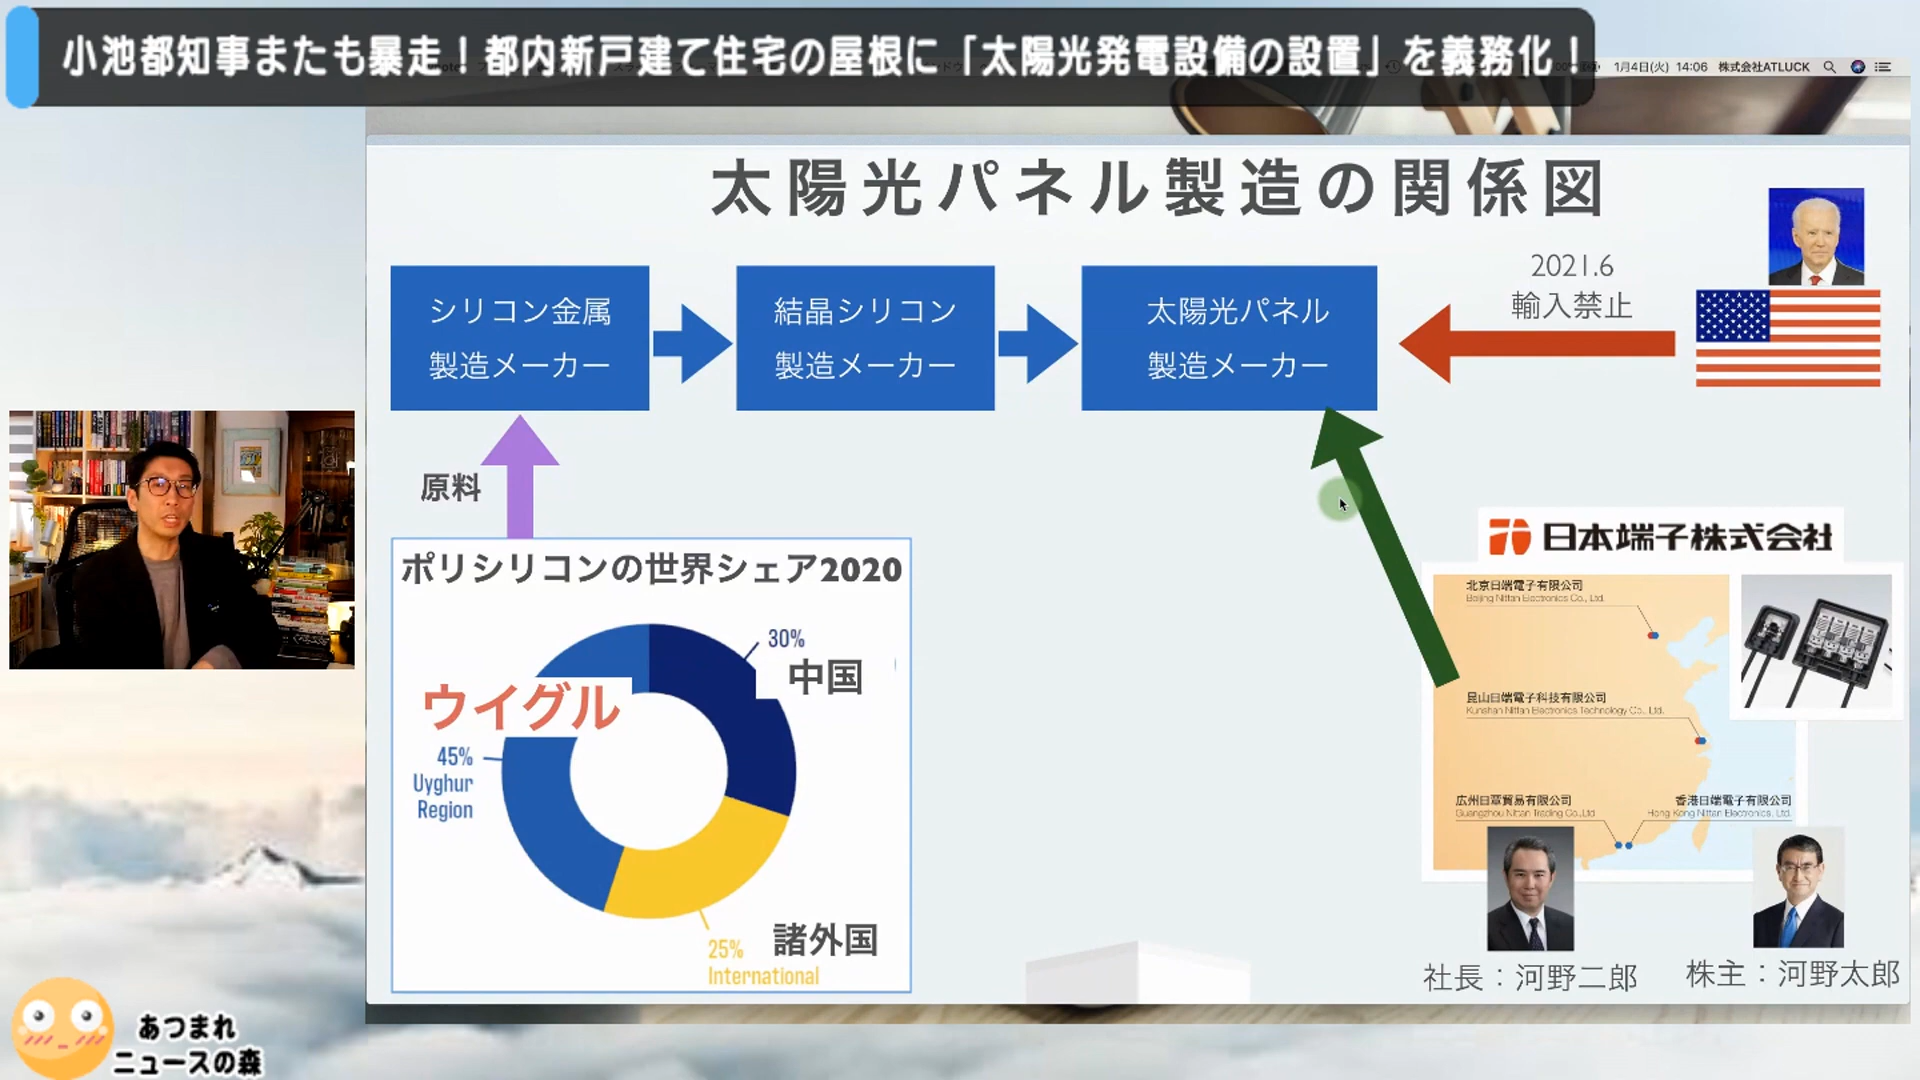 小池都知事またも暴走！都内新戸建て住宅の屋根に「太陽光発電設備の設置」を義務化！
1月4日(火) 14:06 株式会社ATLUCK
太陽光パネル製造の関係図
シリコン金属
製造メーカー
結晶シリコン
製造メーカー
太陽光パネル
製造メーカー
2021.6
輸入禁止
原料
ポリシリコンの世界シェア2020
30%
中国
ウイグル
45%
Uyghur
Region
25%
International
諸外国
日本端子株式会社
北京日端電子有限公司
Beijing Nittan Electronics Co., Ltd.
昆山日端電子科技有限公司
Kunshan Nittan Electronics Technology Co., Ltd.
広州日覃貿易有限公司
Guangzhou Nittan Trading Co.,Ltd
香港日端電子有限公司
Hong Kong Nittan Electronics, Ltd.
社長：河野二郎
株主：河野太郎
あつまれ
ニュースの森